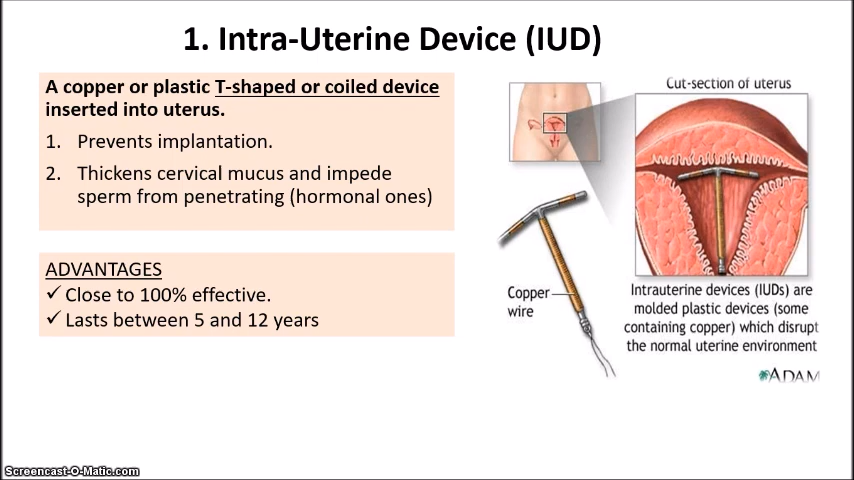 1. Intra-Uterine Device (IUD)
A copper or plastic T-shaped or coiled device
inserted into uterus.
1. Prevents implantation.
2. Thickens cervical mucus and impede
sperm from penetrating (hormonal ones)
ADVANTAGES
✓ Close to 100% effective.
✓ Lasts between 5 and 12 years
Cut-section of uterus
Copper
wire
Intrauterine devices (IUDs) are
molded plastic devices (some
containing copper) which disrupt
the normal uterine environment
ADAM
Screencast-O-Matic.com